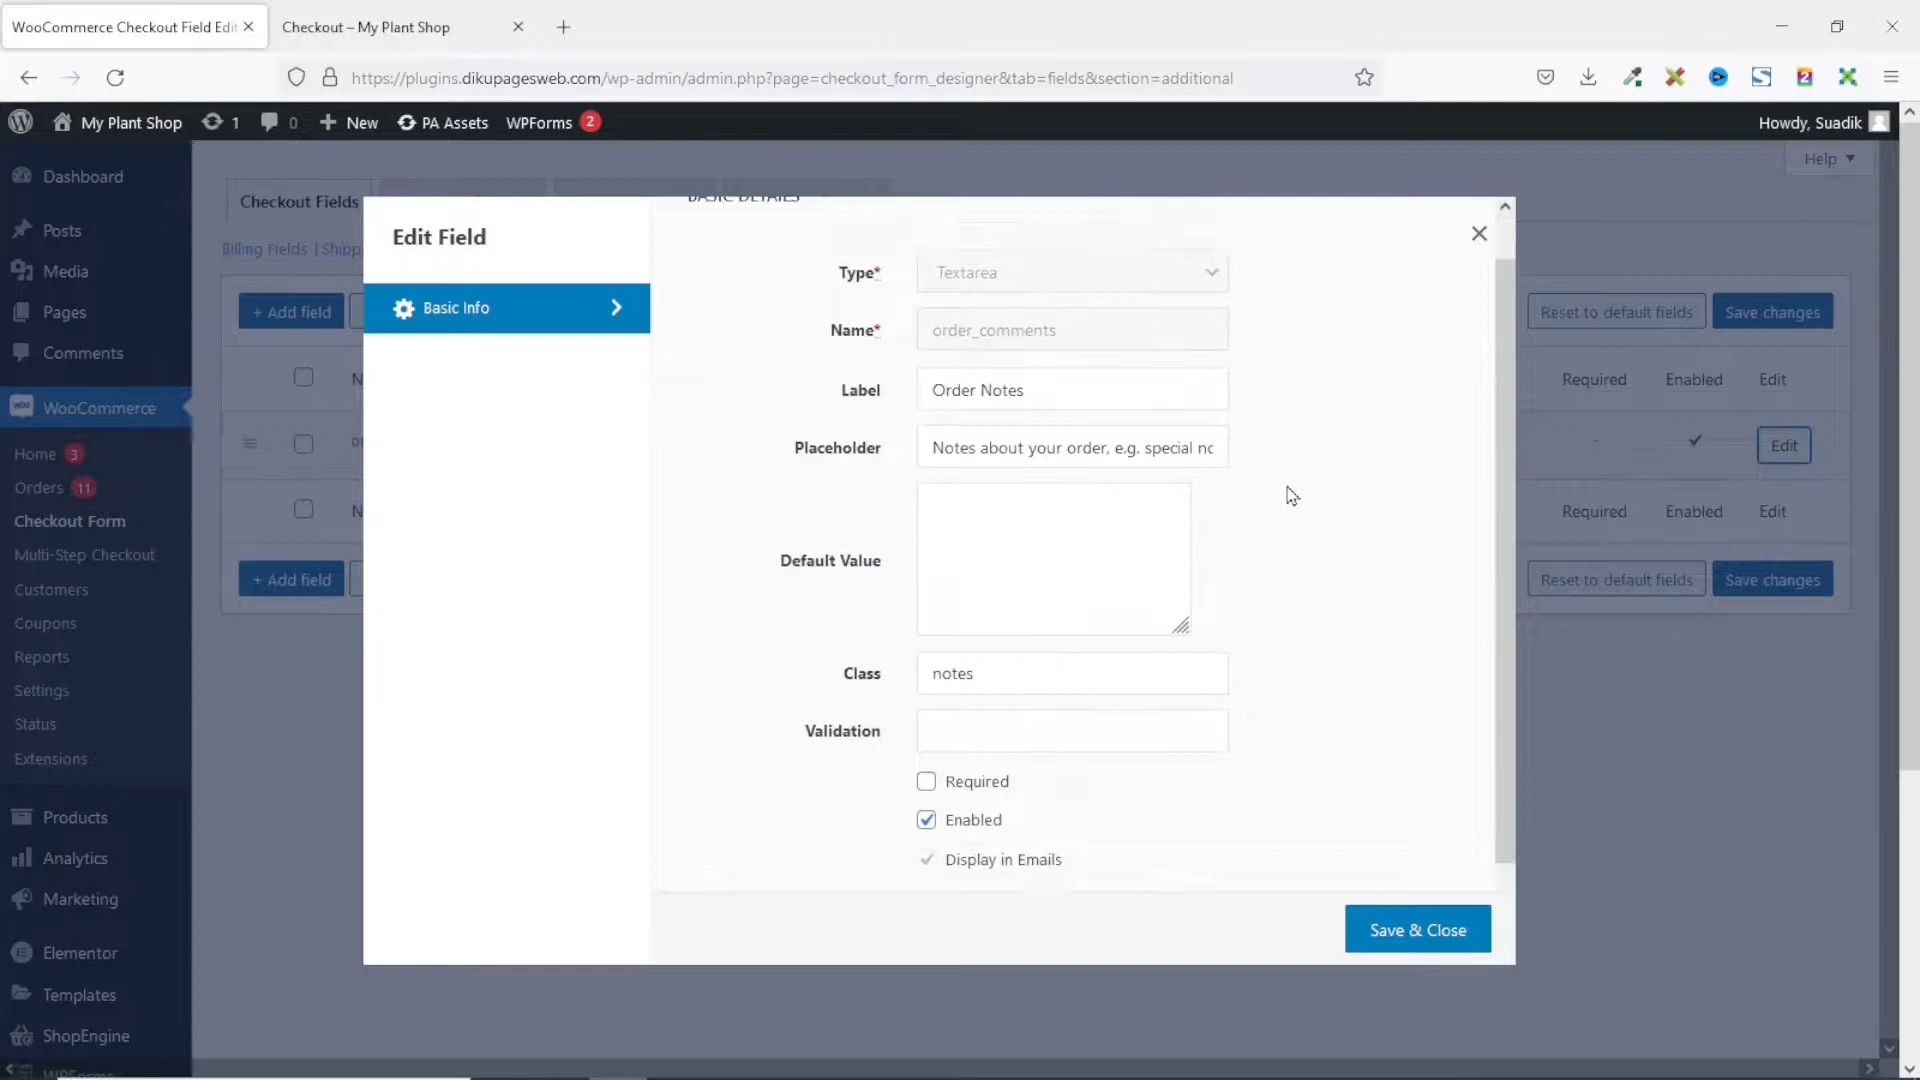 WooCommerce Checkout Field Edit
Checkout – My Plant Shop
https://plugins.dikupagesweb.com/wp-admin/admin.php?page=checkout_form_designer&tab=fields&section=additional
My Plant Shop
1
0
New
PA Assets
WPForms 2
Howdy, Suadik
Help
Dashboard
Posts
Media
Pages
Comments
WooCommerce
Home 3
Orders 11
Checkout Form
Multi-Step Checkout
Customers
Coupons
Reports
Settings
Status
Extensions
Products
Analytics
Marketing
Elementor
Templates
ShopEngine
WPForms
Checkout Fields
Billing Fields | Shipp
+ Add field
Reset to default fields
Save changes
N
Required
Enabled
Edit
-
Edit
N
Required
Enabled
Edit
+ Add field
Reset to default fields
Save changes
Edit Field
Basic Info
BASIC DETAILS
Type*
Textarea
Name*
order_comments
Label
Order Notes
Placeholder
Notes about your order, e.g. special no
Default Value
Class
notes
Validation
Required
Enabled
Display in Emails
Save & Close